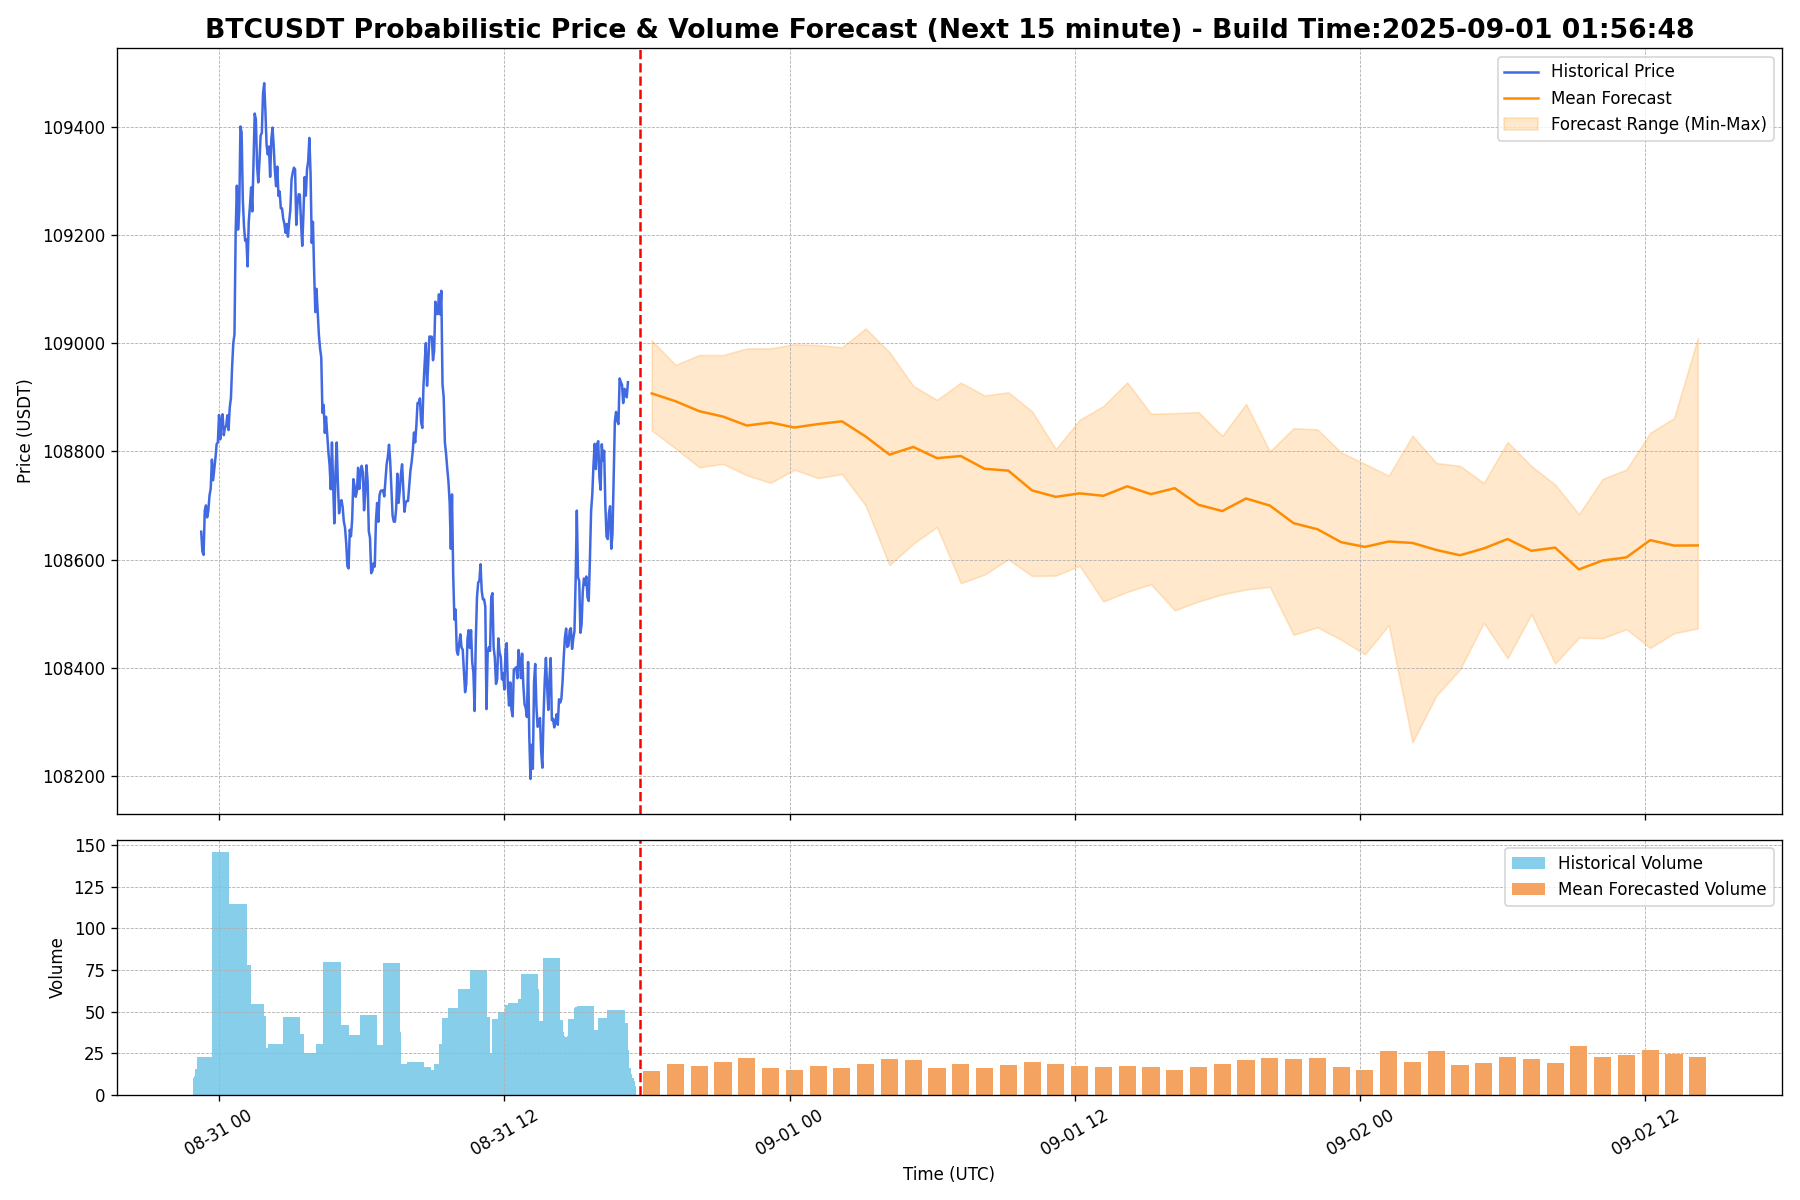 BTCUSDT Probabilistic Price & Volume Forecast (Next 15 minute) - Build Time:2025-09-01 01:56:48
Historical Price
Mean Forecast
Forecast Range (Min-Max)
109400
109200
109000
108800
108600
108400
108200
Price (USDT)
Historical Volume
Mean Forecasted Volume
150
125
100
75
50
25
0
Volume
08-31 00
08-31 12
09-01 00
09-01 12
09-02 00
09-02 12
Time (UTC)